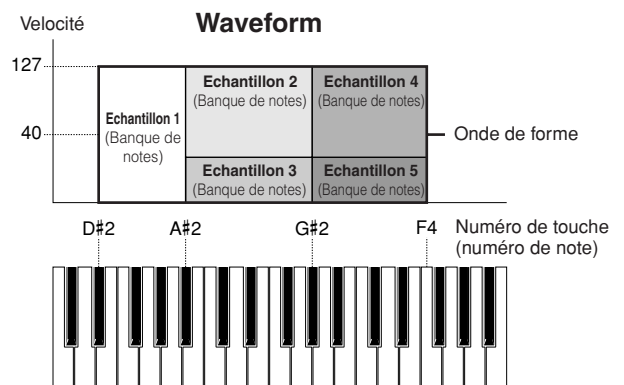 Velocité
Waveform
127
40
Echantillon 1
(Banque de
notes)
Echantillon 2
(Banque de notes)
Echantillon 4
(Banque de notes)
Echantillon 3
(Banque de notes)
Echantillon 5
(Banque de notes)
Onde de forme
D♯2
A♯2
G♯2
F4
Numéro de touche
(numéro de note)